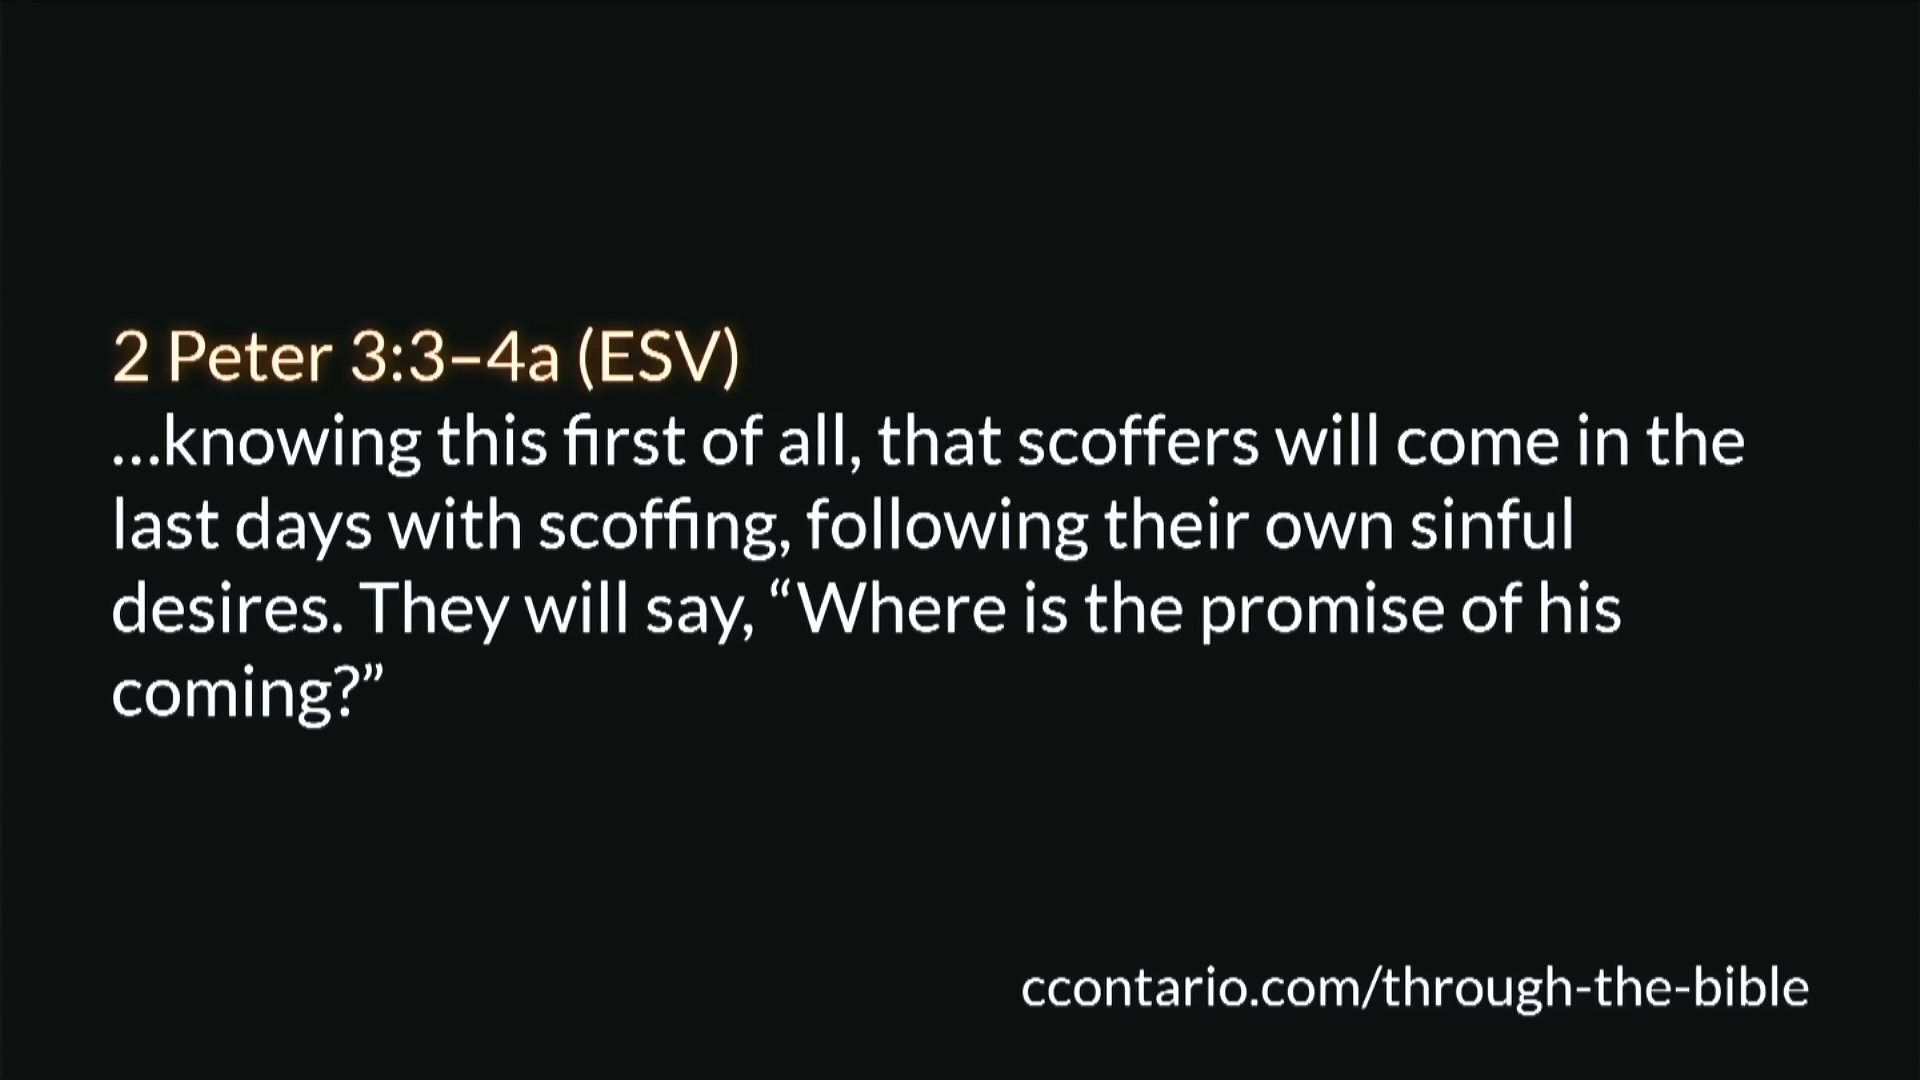 2 Peter 3:3–4a (ESV)
…knowing this first of all, that scoffers will come in the
last days with scoffing, following their own sinful
desires. They will say, “Where is the promise of his
coming?”
ccontario.com/through-the-bible